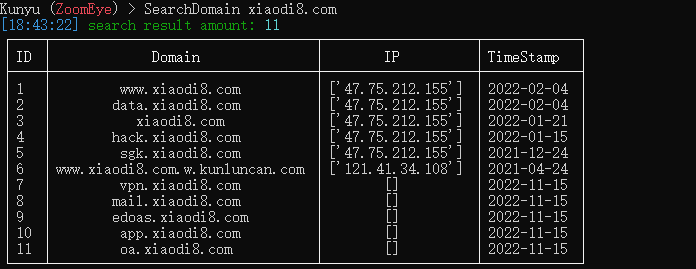 Kunyu (ZoomEye) > SearchDomain xiaodi8.com
[18:43:22] search result amount: 11
ID Domain IP TimeStamp
1 www.xiaodi8.com ['47.75.212.155'] 2022-02-04
2 data.xiaodi8.com ['47.75.212.155'] 2022-02-04
3 xiaodi8.com ['47.75.212.155'] 2022-01-21
4 hack.xiaodi8.com ['47.75.212.155'] 2022-01-15
5 sgk.xiaodi8.com ['47.75.212.155'] 2021-12-24
6 www.xiaodi8.com.w.kunluncan.com ['121.41.34.108'] 2021-04-24
7 vpn.xiaodi8.com [] 2022-11-15
8 mail.xiaodi8.com [] 2022-11-15
9 edoas.xiaodi8.com [] 2022-11-15
10 app.xiaodi8.com [] 2022-11-15
11 oa.xiaodi8.com [] 2022-11-15